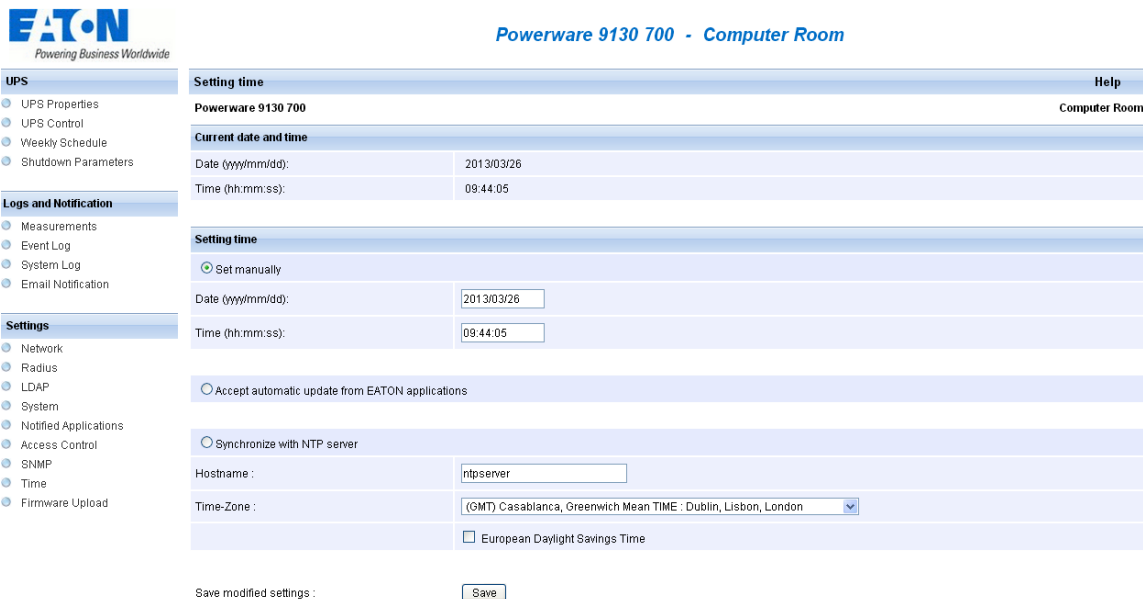 EATON
Powering Business Worldwide
Powerware 9130 700 - Computer Room
UPS
UPS Properties
UPS Control
Weekly Schedule
Shutdown Parameters
Logs and Notification
Measurements
Event Log
System Log
Email Notification
Settings
Network
Radius
LDAP
System
Notified Applications
Access Control
SNMP
Time
Firmware Upload
Setting time Help
Powerware 9130 700 Computer Room
Current date and time
Date (yyyy/mm/dd): 2013/03/26
Time (hh:mm:ss): 09:44:05
Setting time
Set manually
Date (yyyy/mm/dd): 2013/03/26
Time (hh:mm:ss): 09:44:05
Accept automatic update from EATON applications
Synchronize with NTP server
Hostname : ntpserver
Time-Zone : (GMT) Casablanca, Greenwich Mean TIME : Dublin, Lisbon, London
European Daylight Savings Time
Save modified settings : Save